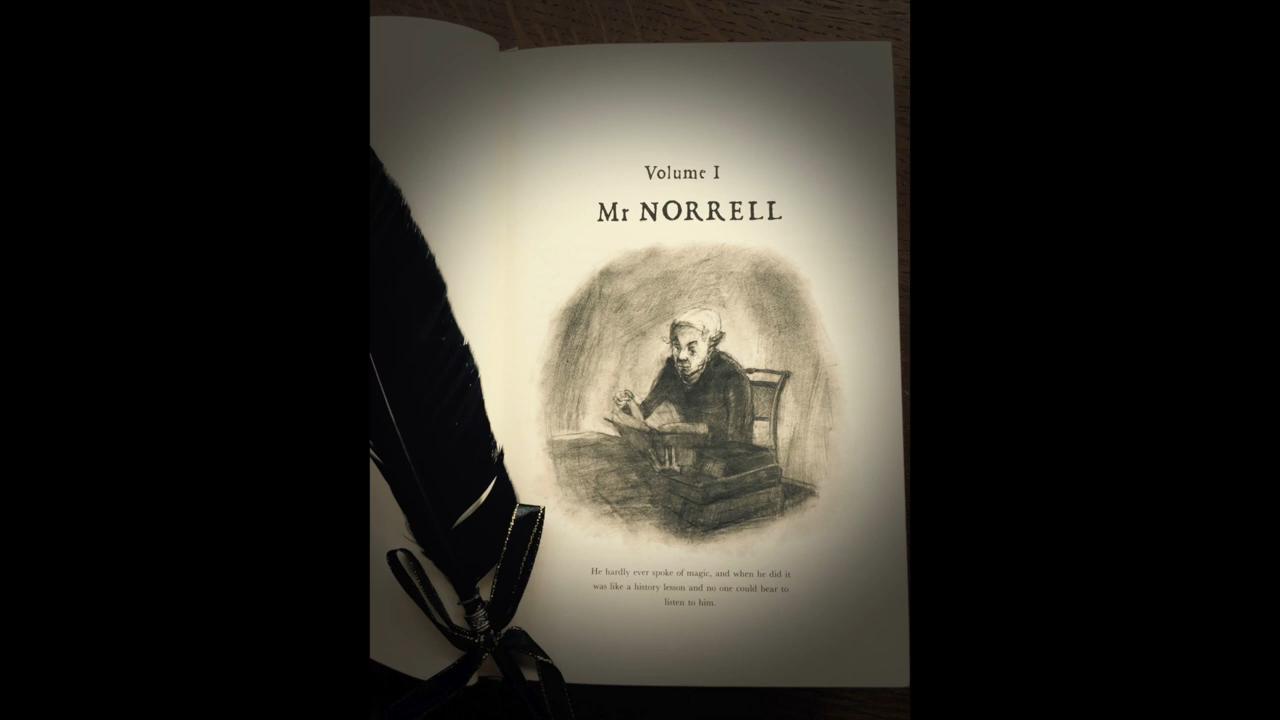 Volume I
Mr NORRELL
He hardly ever spoke of magic, and when he did it
was like a history lesson and no one could bear to
listen to him.